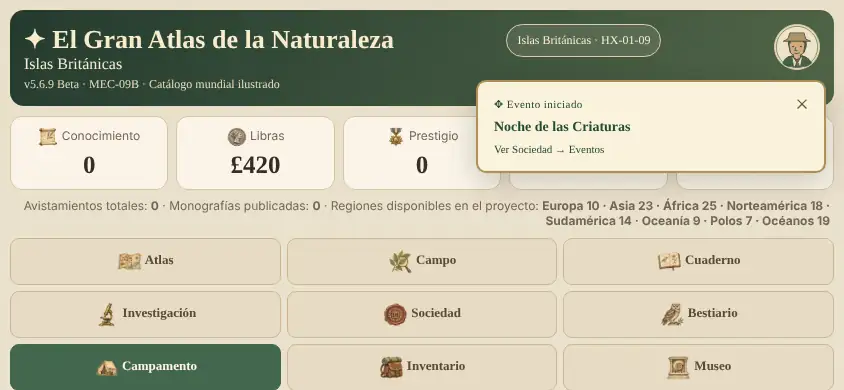 ✦ El Gran Atlas de la Naturaleza
Islas Británicas
v5.6.9 Beta · MEC-09B · Catálogo mundial ilustrado
Islas Británicas · HX-01-09
✥ Evento iniciado
Noche de las Criaturas
Ver Sociedad → Eventos
Conocimiento
0
Libras
£420
Prestigio
0
Avistamientos totales: 0 · Monografías publicadas: 0 · Regiones disponibles en el proyecto: Europa 10 · Asia 23 · África 25 · Norteamérica 18 ·
Sudamérica 14 · Oceanía 9 · Polos 7 · Océanos 19
Atlas
Campo
Cuaderno
Investigación
Sociedad
Bestiario
Campamento
Inventario
Museo